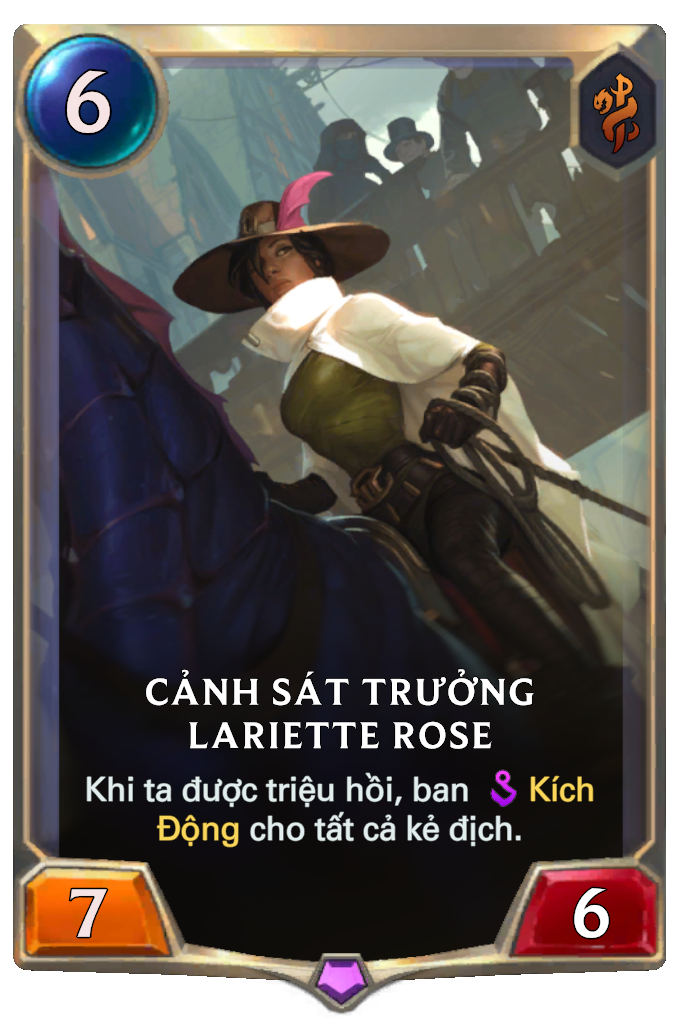 6
CẢNH SÁT TRƯỞNG
LARIETTE ROSE
Khi ta được triệu hồi, ban Kích
Động cho tất cả kẻ địch.
7
6